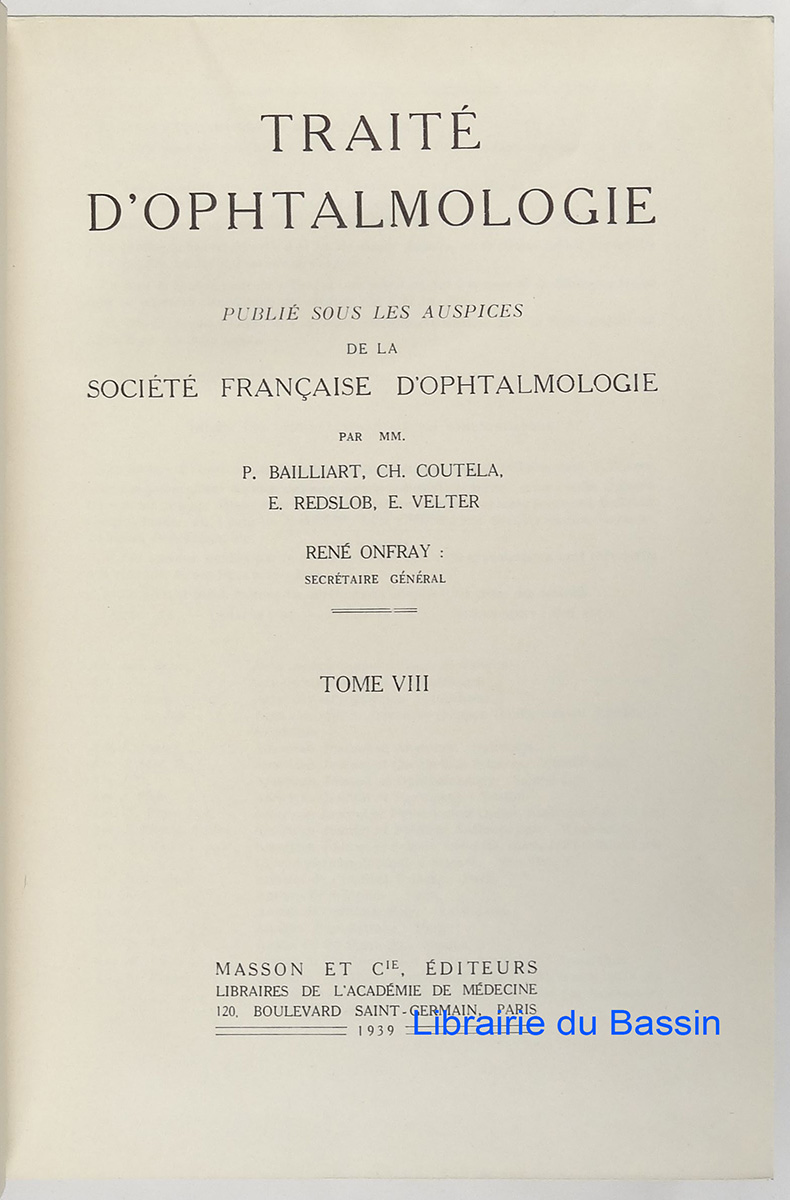 TRAITÉ
D'OPHTALMOLOGIE
PUBLIÉ SOUS LES AUSPICES
DE LA
SOCIÉTÉ FRANÇAISE D'OPHTALMOLOGIE
PAR MM.
P. BAILLIART, CH. COUTELA,
E. REDSLOB, E. VELTER
RENÉ ONFRAY :
SECRÉTAIRE GÉNÉRAL
TOME VIII
MASSON ET CIE, ÉDITEURS
LIBRAIRES DE L'ACADÉMIE DE MÉDECINE
120, BOULEVARD SAINT-GERMAIN, PARIS
1939
Librairie du Bassin